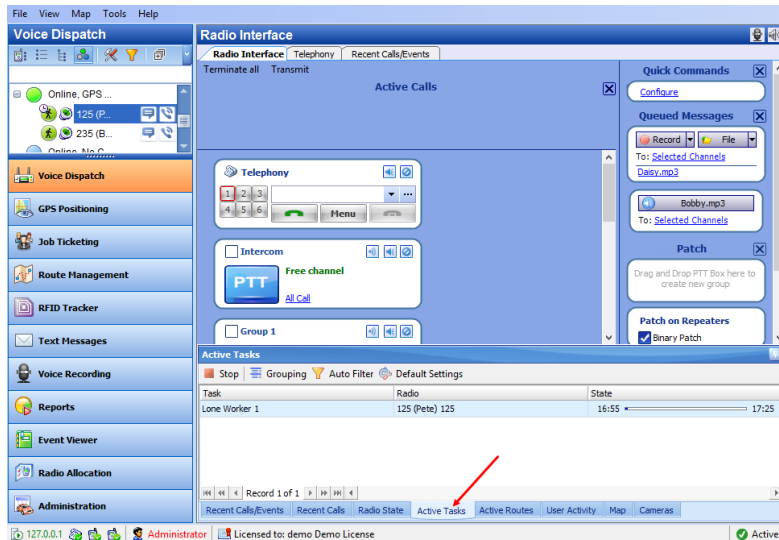 File View Map Tools Help
Voice Dispatch
Radio Interface
Radio Interface Telephony Recent Calls/Events
Terminate all Transmit
Active Calls
Online, GPS ...
125 (P...
235 (B...
Online, No C...
Voice Dispatch
GPS Positioning
Job Ticketing
Route Management
RFID Tracker
Text Messages
Voice Recording
Reports
Event Viewer
Radio Allocation
Administration
Telephony
1 2 3
4 5 6 Menu
Intercom
PTT
Free channel
All Call
Group 1
Quick Commands
Configure
Queued Messages
Record File
To: Selected Channels
Daisy.mp3
Bobby.mp3
To: Selected Channels
Patch
Drag and Drop PTT Box here to
create new group
Patch on Repeaters
Binary Patch
Active Tasks
Stop Grouping Auto Filter Default Settings
Task Radio State
Lone Worker 1 125 (Pete) 125 16:55 17:25
Record 1 of 1
Recent Calls/Events Recent Calls Radio State Active Tasks Active Routes User Activity Map Cameras
127.0.0.1 Administrator Licensed to: demo Demo License Active